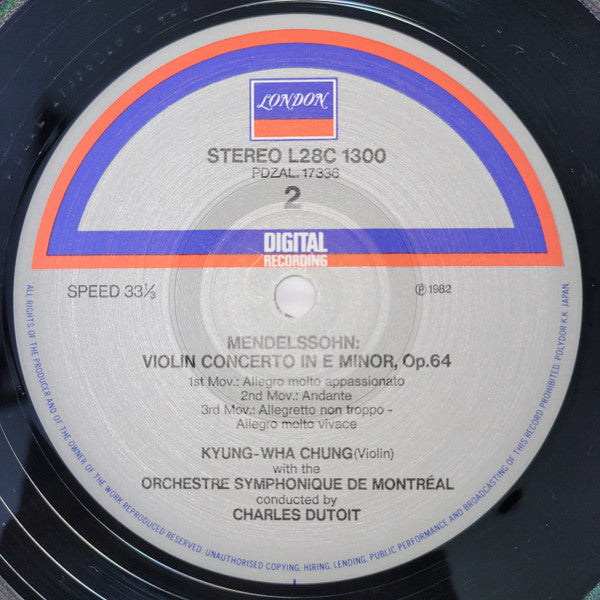 LONDON
STEREO L28C 1300
PDZAL. 17336
2
DIGITAL
RECORDING
SPEED 33⅓
℗ 1982
MENDELSSOHN:
VIOLIN CONCERTO IN E MINOR, Op.64
1st Mov.: Allegro molto appassionato
2nd Mov.: Andante
3rd Mov.: Allegretto non troppo -
Allegro molto vivace
KYUNG-WHA CHUNG (Violin)
with the
ORCHESTRE SYMPHONIQUE DE MONTRÉAL
conducted by
CHARLES DUTOIT
ALL RIGHTS OF THE PRODUCER AND OF THE OWNER OF THE WORK REPRODUCED RESERVED. UNAUTHORISED COPYING, HIRING, LENDING, PUBLIC PERFORMANCE AND BROADCASTING OF THIS RECORD PROHIBITED. POLYDOR K.K. JAPAN.